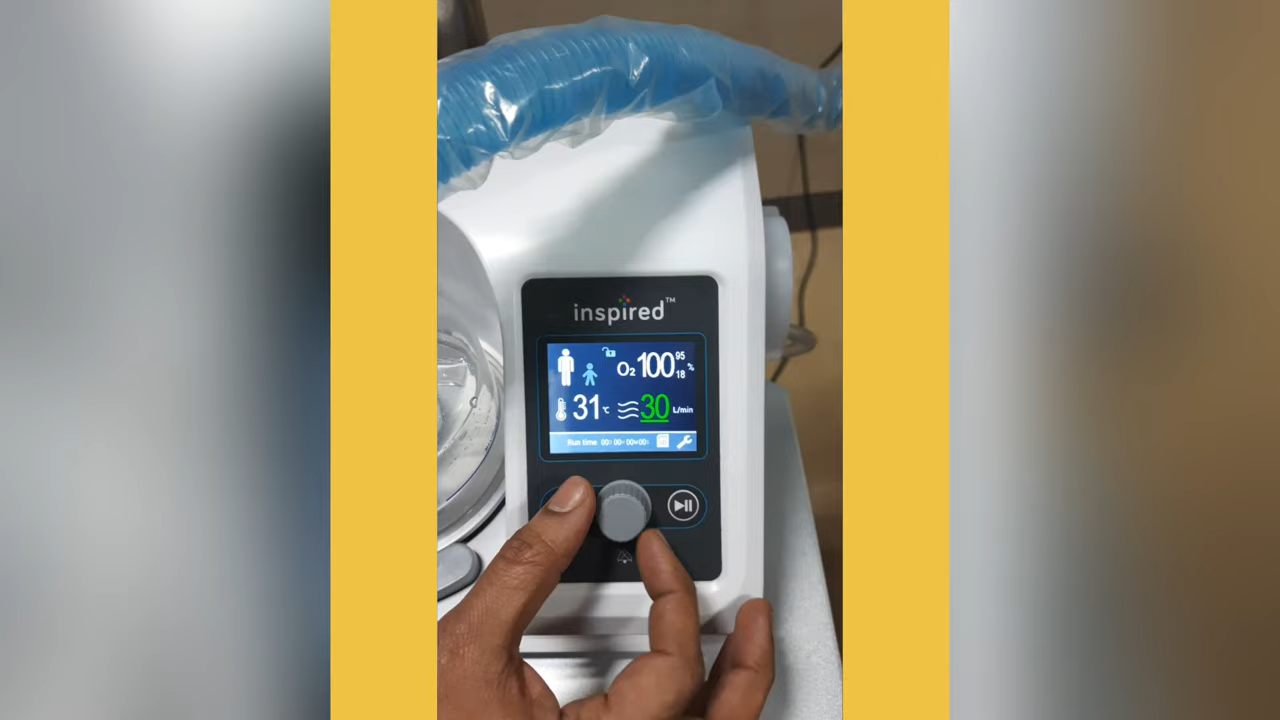 inspired™
O₂ 100 95 18 %
31 °C 30 L/min
Run time